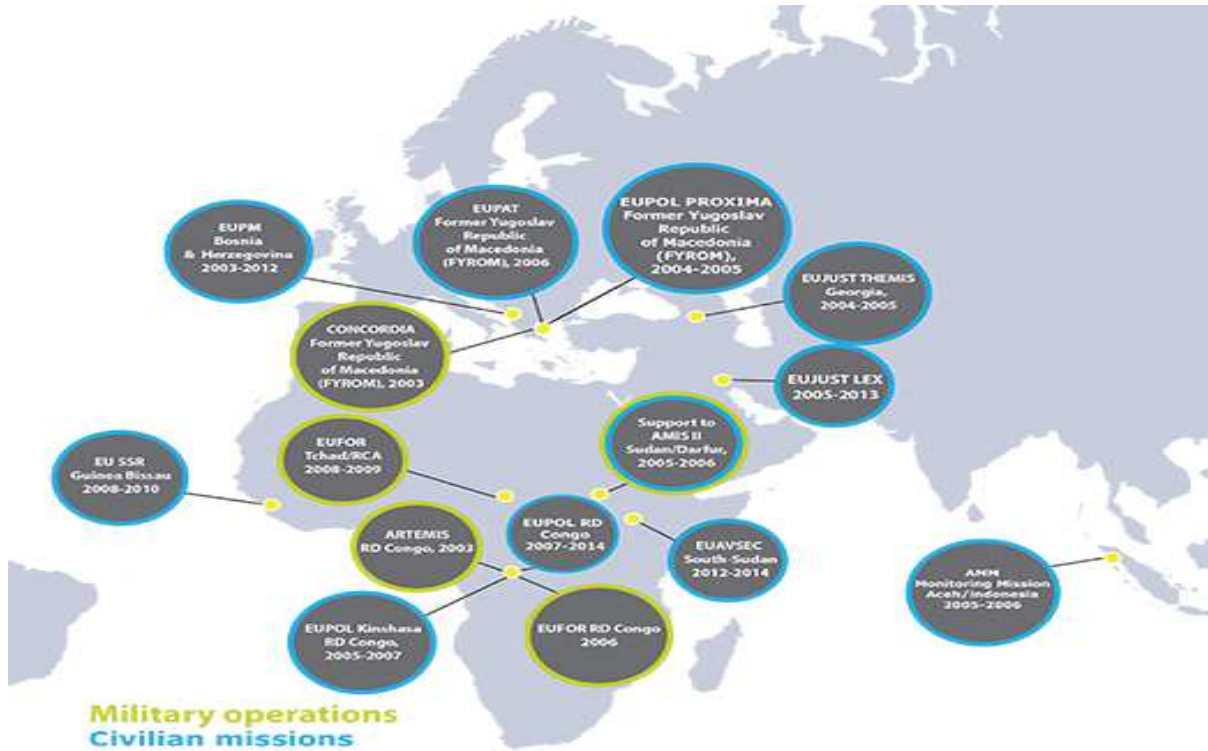 EUPM
Bosnia
& Herzegovina
2003-2012
EUPAT
Former Yugoslav
Republic
of Macedonia
(FYROM), 2006
EUPOL PROXIMA
Former Yugoslav
Republic
of Macedonia
(FYROM),
2004-2005
EUJUST THEMIS
Georgia,
2004-2005
CONCORDIA
Former Yugoslav
Republic
of Macedonia
(FYROM), 2003
EUJUST LEX
2005-2013
EUFOR
Tchad/RCA
2008-2009
Support to
AMIS II
Sudan/Darfur,
2005-2006
EU SSR
Guinea Bissau
2008-2010
ARTEMIS
RD Congo, 2003
EUPOL RD
Congo
2007-2014
EUAVSEC
South-Sudan
2012-2014
AMM
Monitoring Mission
Aceh/Indonesia
2005-2006
EUPOL Kinshasa
RD Congo,
2005-2007
EUFOR RD Congo
2006
Military operations
Civilian missions